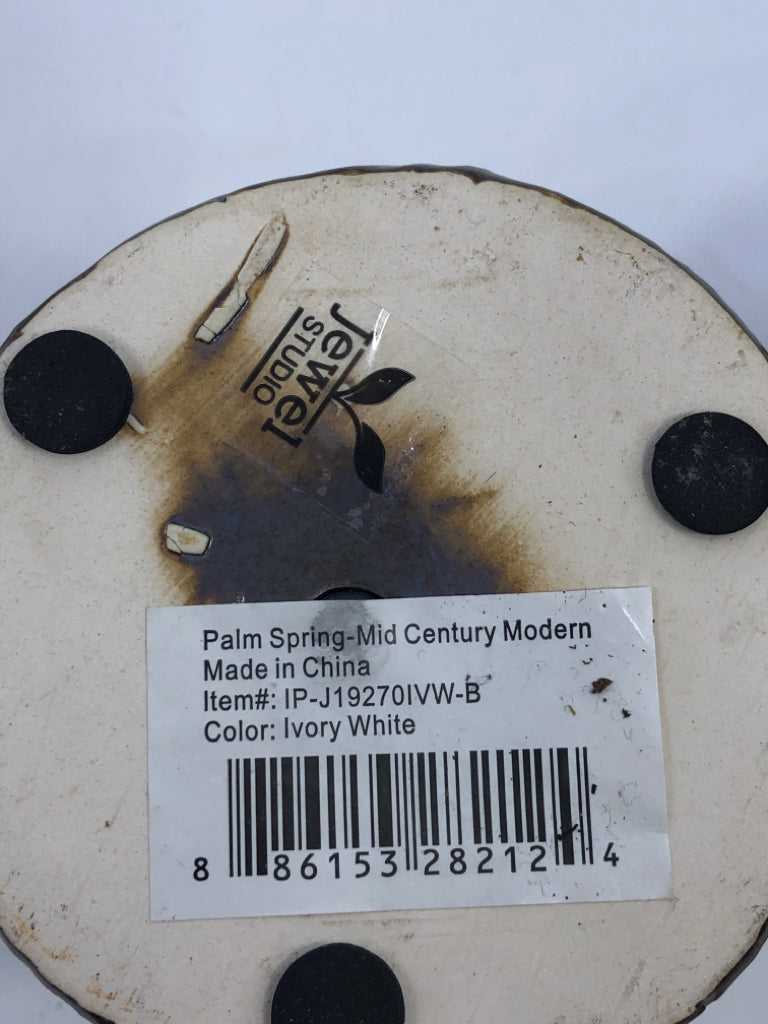 Jewel
STUDIO
Palm Spring-Mid Century Modern
Made in China
Item#: IP-J19270IVW-B
Color: Ivory White
8 86153 28212 4